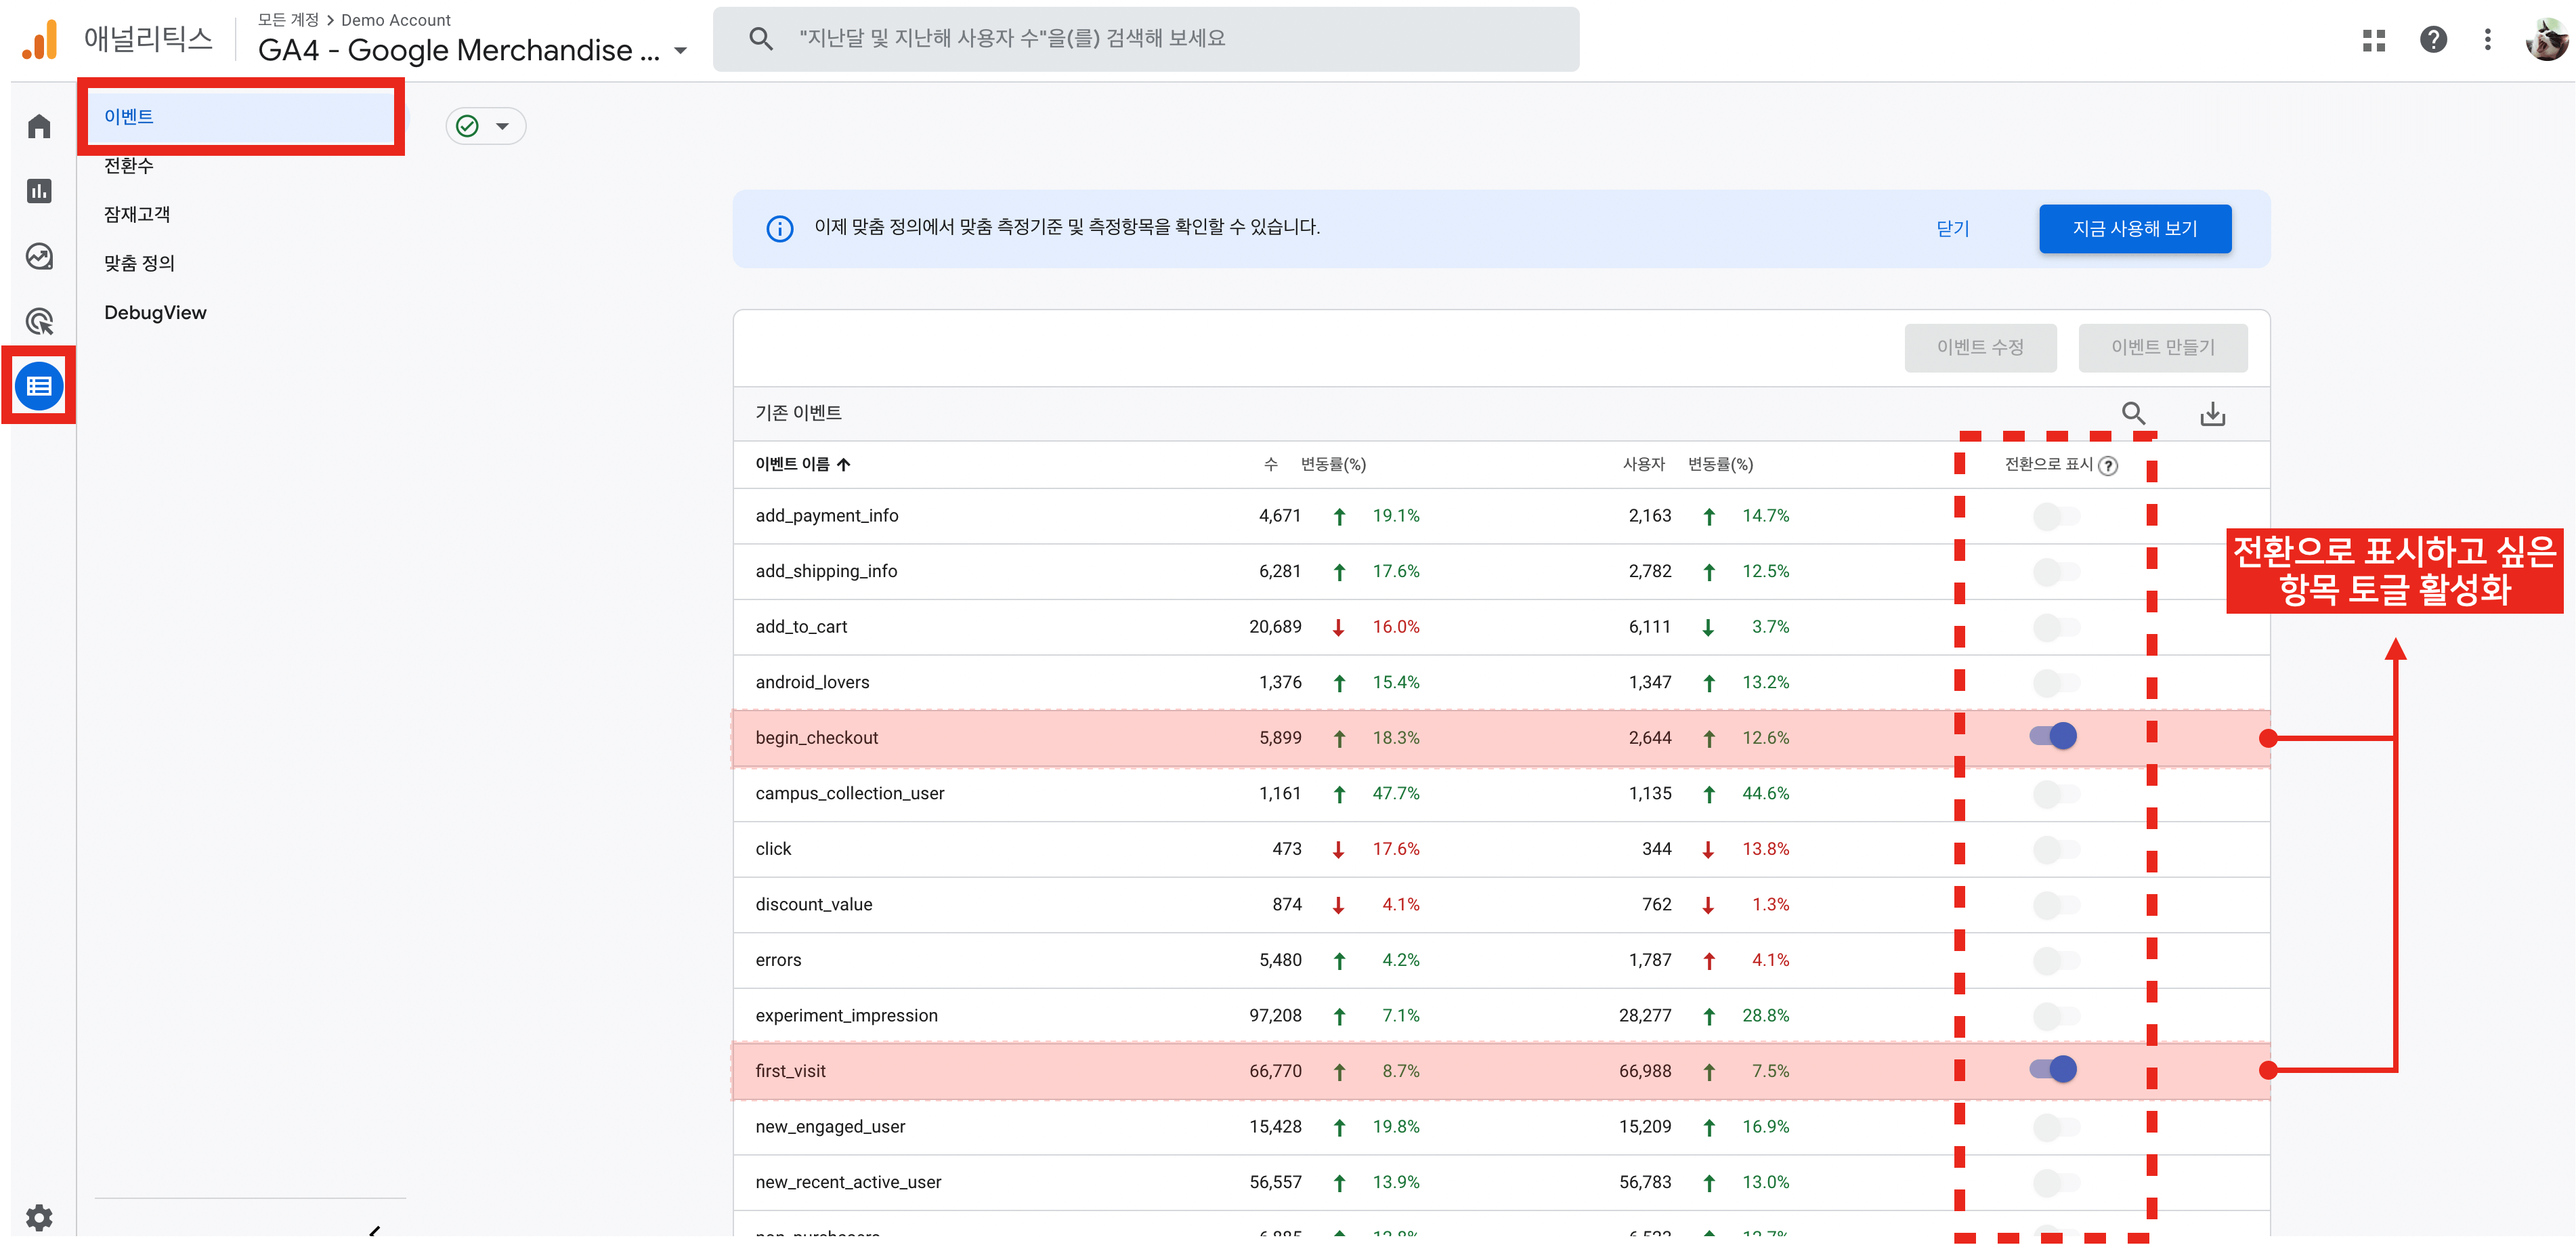 애널리틱스
모든 계정 > Demo Account
GA4 - Google Merchandise ...
"지난달 및 지난해 사용자 수"을(를) 검색해 보세요
이벤트
전환수
잠재고객
맞춤 정의
DebugView
이제 맞춤 정의에서 맞춤 측정기준 및 측정항목을 확인할 수 있습니다.
닫기
지금 사용해 보기
이벤트 수정
이벤트 만들기
기존 이벤트
이벤트 이름 ↑ 수 변동률(%) 사용자 변동률(%) 전환으로 표시
add_payment_info 4,671 ↑ 19.1% 2,163 ↑ 14.7%
add_shipping_info 6,281 ↑ 17.6% 2,782 ↑ 12.5%
add_to_cart 20,689 ↓ 16.0% 6,111 ↓ 3.7%
android_lovers 1,376 ↑ 15.4% 1,347 ↑ 13.2%
begin_checkout 5,899 ↑ 18.3% 2,644 ↑ 12.6%
campus_collection_user 1,161 ↑ 47.7% 1,135 ↑ 44.6%
click 473 ↓ 17.6% 344 ↓ 13.8%
discount_value 874 ↓ 4.1% 762 ↓ 1.3%
errors 5,480 ↑ 4.2% 1,787 ↑ 4.1%
experiment_impression 97,208 ↑ 7.1% 28,277 ↑ 28.8%
first_visit 66,770 ↑ 8.7% 66,988 ↑ 7.5%
new_engaged_user 15,428 ↑ 19.8% 15,209 ↑ 16.9%
new_recent_active_user 56,557 ↑ 13.9% 56,783 ↑ 13.0%
전환으로 표시하고 싶은
항목 토글 활성화